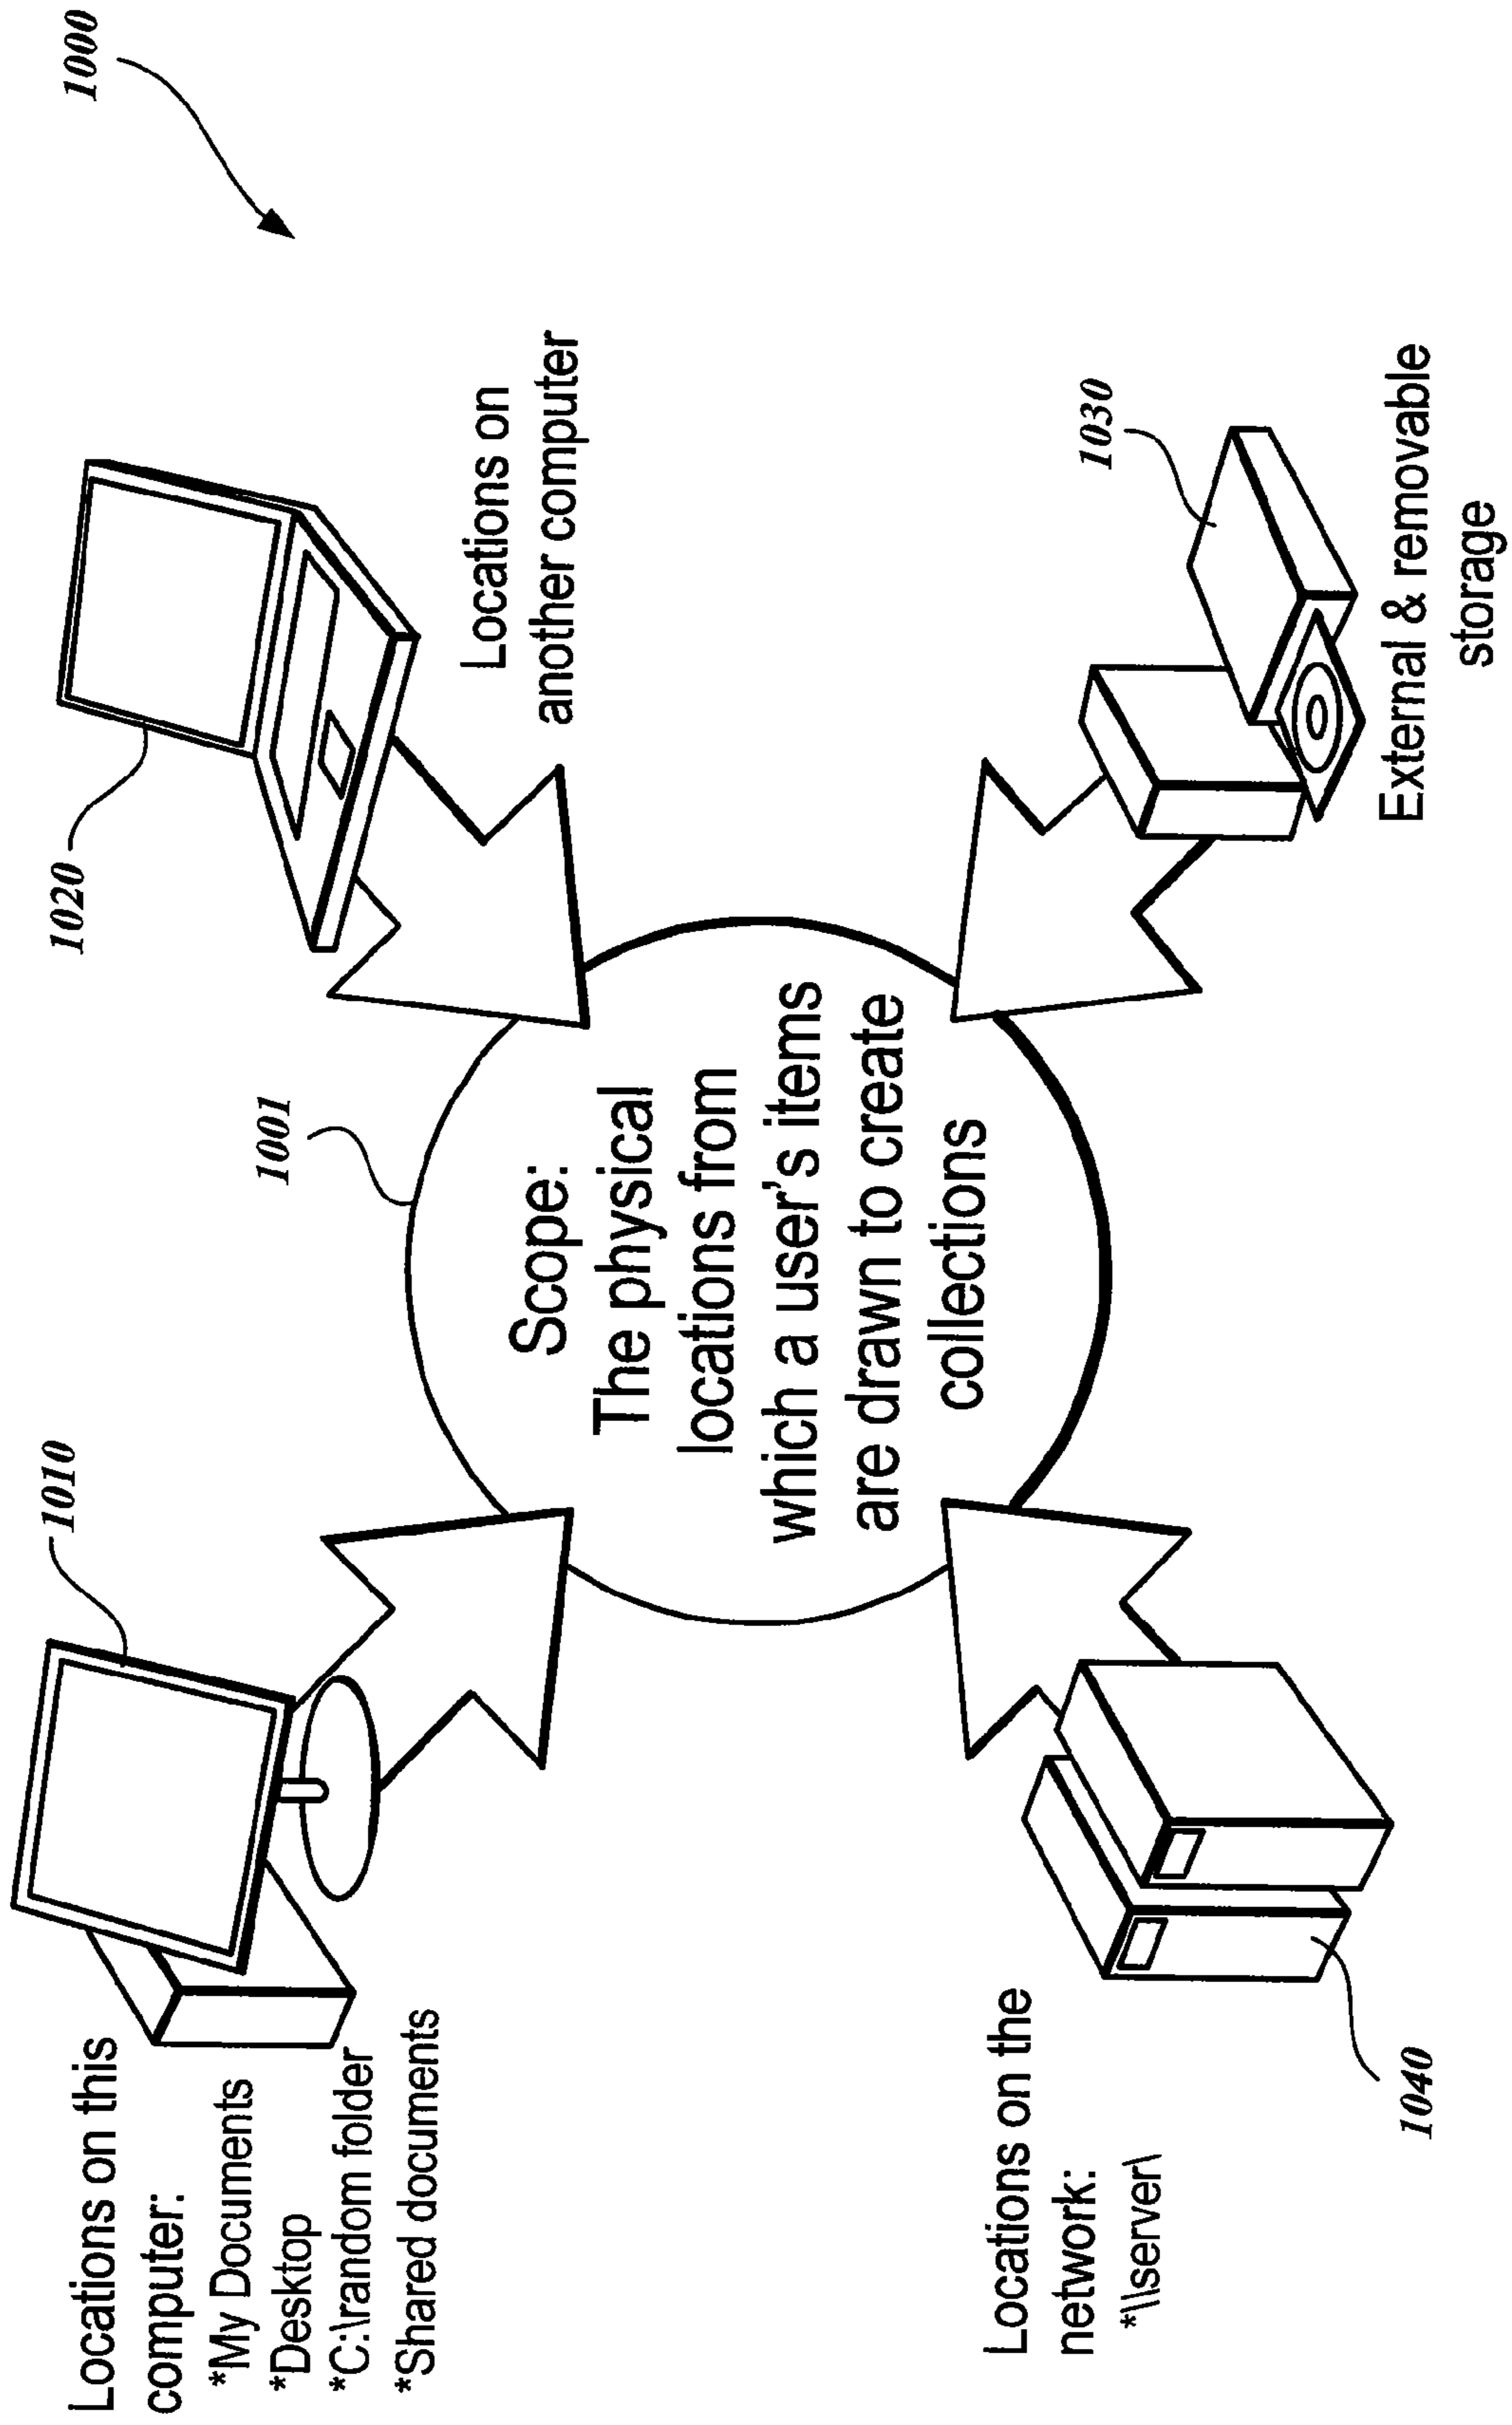 1000
1010
Locations on this
computer:
*My Documents
*Desktop
*C:\random folder
*Shared documents
1020
Locations on
another computer
1001
Scope:
The physical
locations from
which a user's items
are drawn to create
collections
Locations on the
network:
*\\server\
1040
1030
External & removable
storage